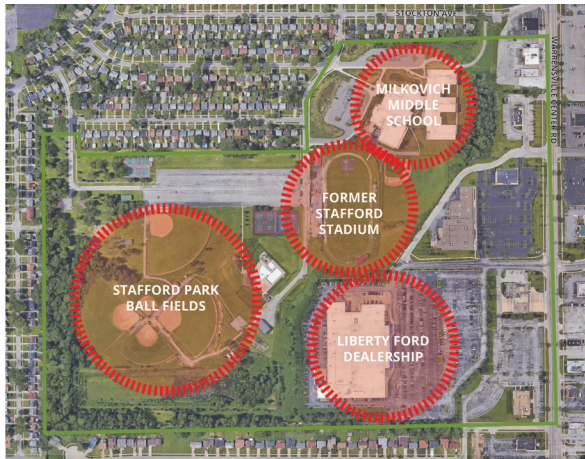 STOCKTON AVE
WARRENSVILLE CENTER RD
MILKOVICH
MIDDLE
SCHOOL
FORMER
STAFFORD
STADIUM
STAFFORD PARK
BALL FIELDS
LIBERTY FORD
DEALERSHIP